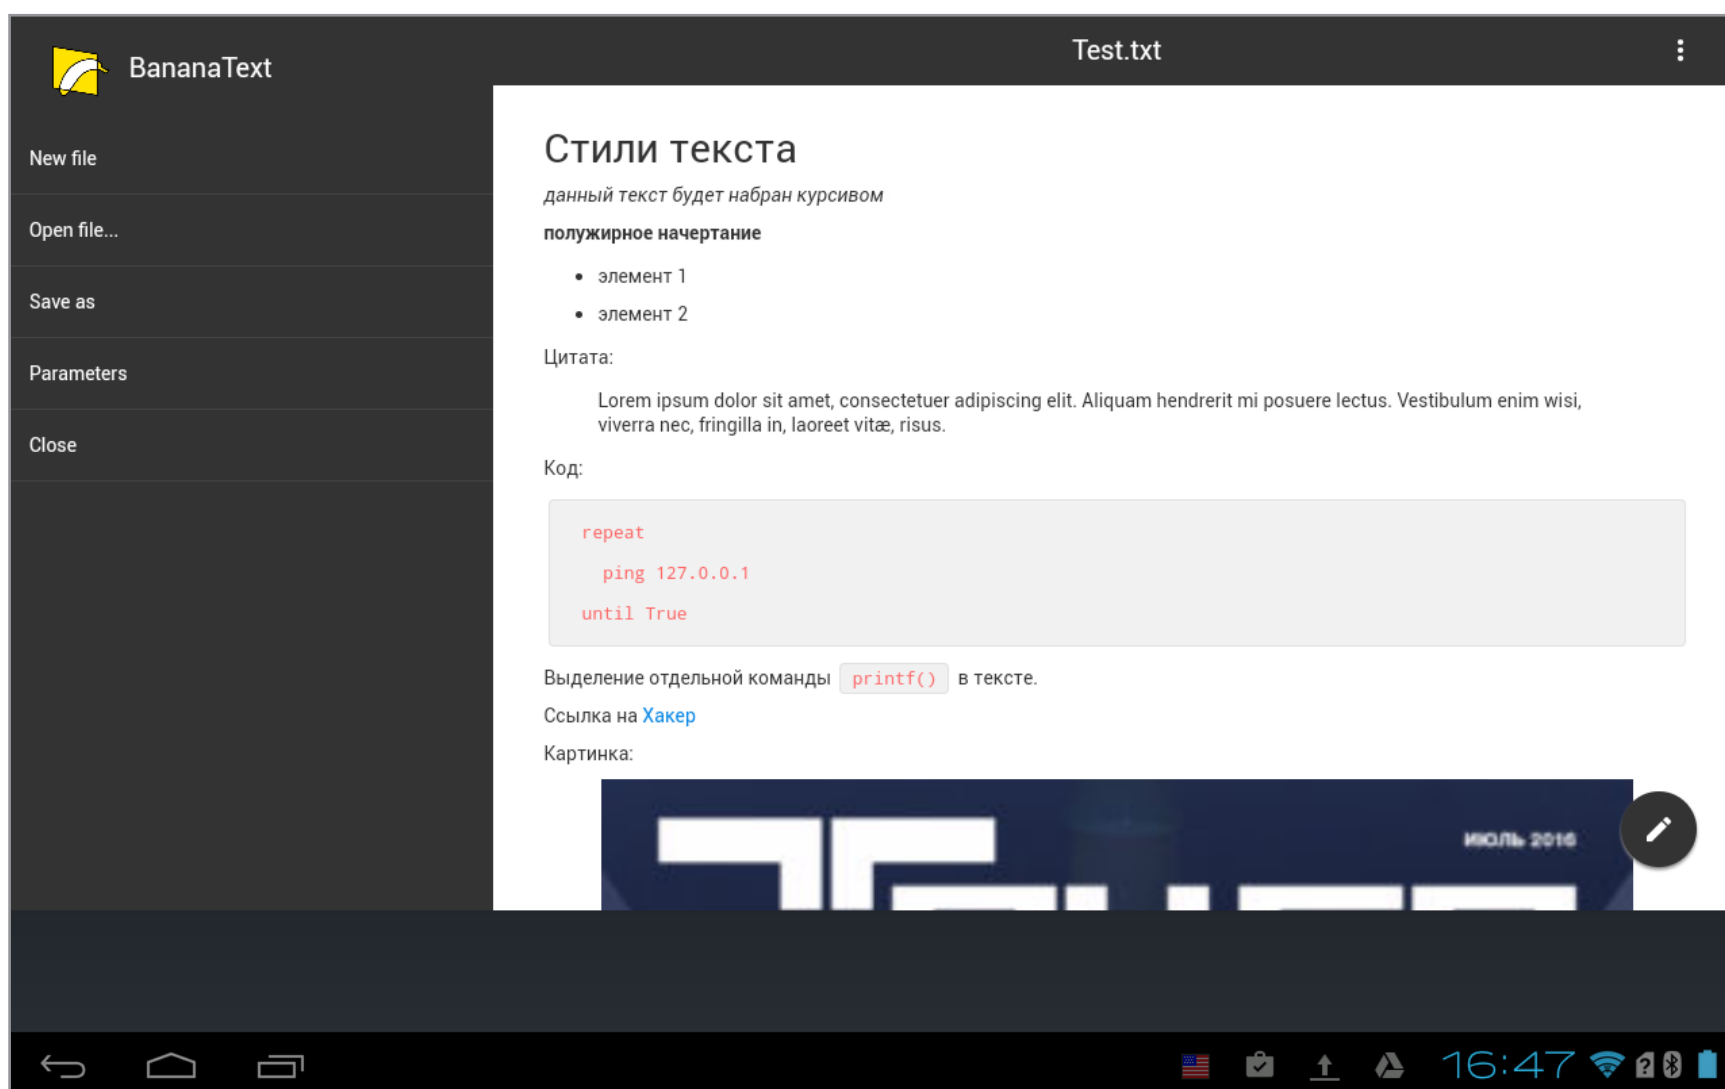 BananaText
Test.txt
New file
Open file...
Save as
Parameters
Close
Стили текста
данный текст будет набран курсивом
полужирное начертание
• элемент 1
• элемент 2
Цитата:
Lorem ipsum dolor sit amet, consectetuer adipiscing elit. Aliquam hendrerit mi posuere lectus. Vestibulum enim wisi,
viverra nec, fringilla in, laoreet vitæ, risus.
Код:
repeat
ping 127.0.0.1
until True
Выделение отдельной команды printf() в тексте.
Ссылка на Хакер
Картинка:
ИЮЛЬ 2016
16:47